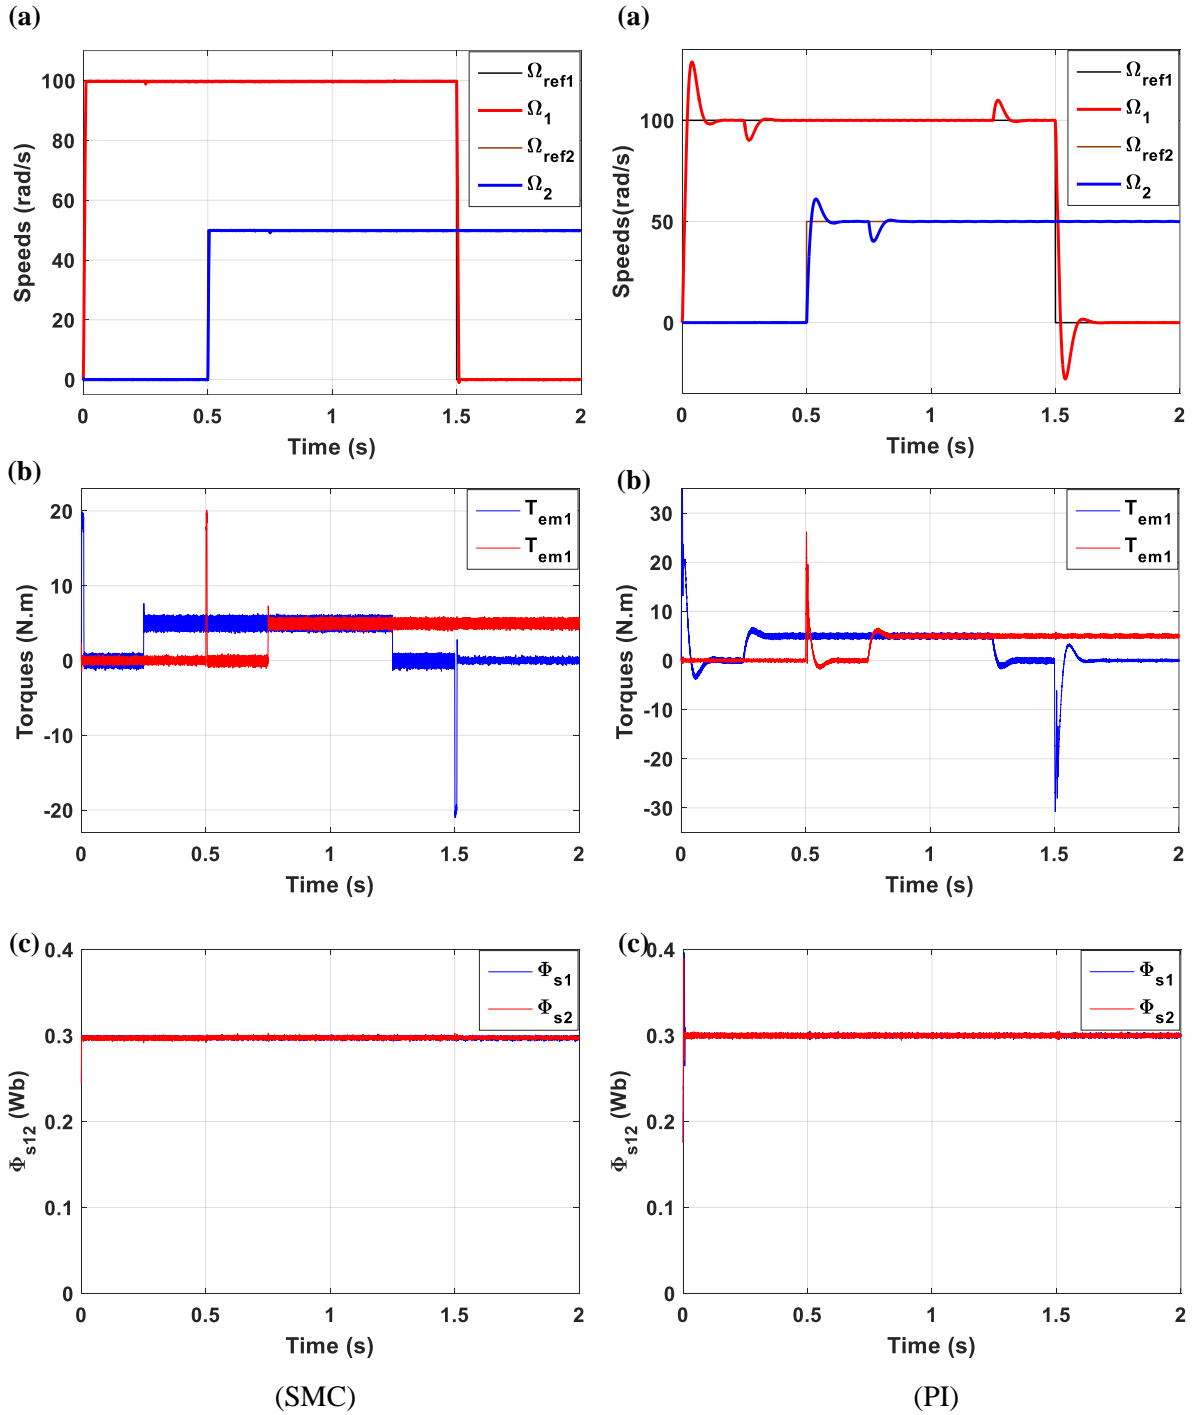 (a)
Speeds (rad/s)
100
80
60
40
20
0
0 0.5 1 1.5 2
Time (s)
Ωref1
Ω1
Ωref2
Ω2
(a)
Speeds(rad/s)
100
50
0
0 0.5 1 1.5 2
Time (s)
Ωref1
Ω1
Ωref2
Ω2
(b)
Torques (N.m)
20
10
0
-10
-20
0 0.5 1 1.5 2
Time (s)
Tem1
Tem1
(b)
Torques (N.m)
30
20
10
0
-10
-20
-30
0 0.5 1 1.5 2
Time (s)
Tem1
Tem1
(c)
Φs12 (Wb)
0.4
0.3
0.2
0.1
0
0 0.5 1 1.5 2
Time (s)
Φs1
Φs2
(SMC)
(c)
Φs12 (Wb)
0.4
0.3
0.2
0.1
0
0 0.5 1 1.5 2
Time (s)
Φs1
Φs2
(PI)